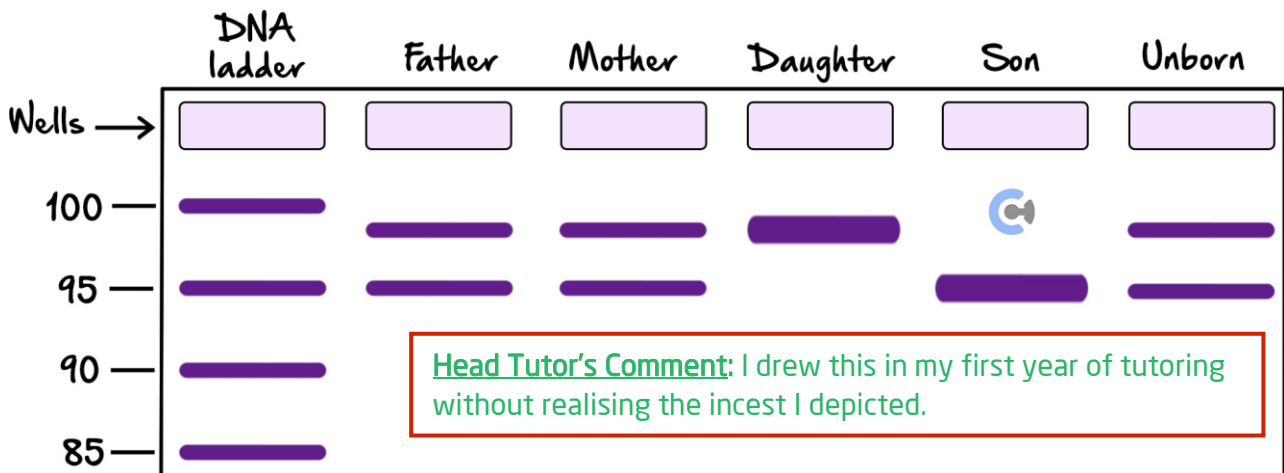 DNA
ladder
Father
Mother
Daughter
Son
Unborn
Wells
100
95
90
85
Head Tutor's Comment: I drew this in my first year of tutoring
without realising the incest I depicted.